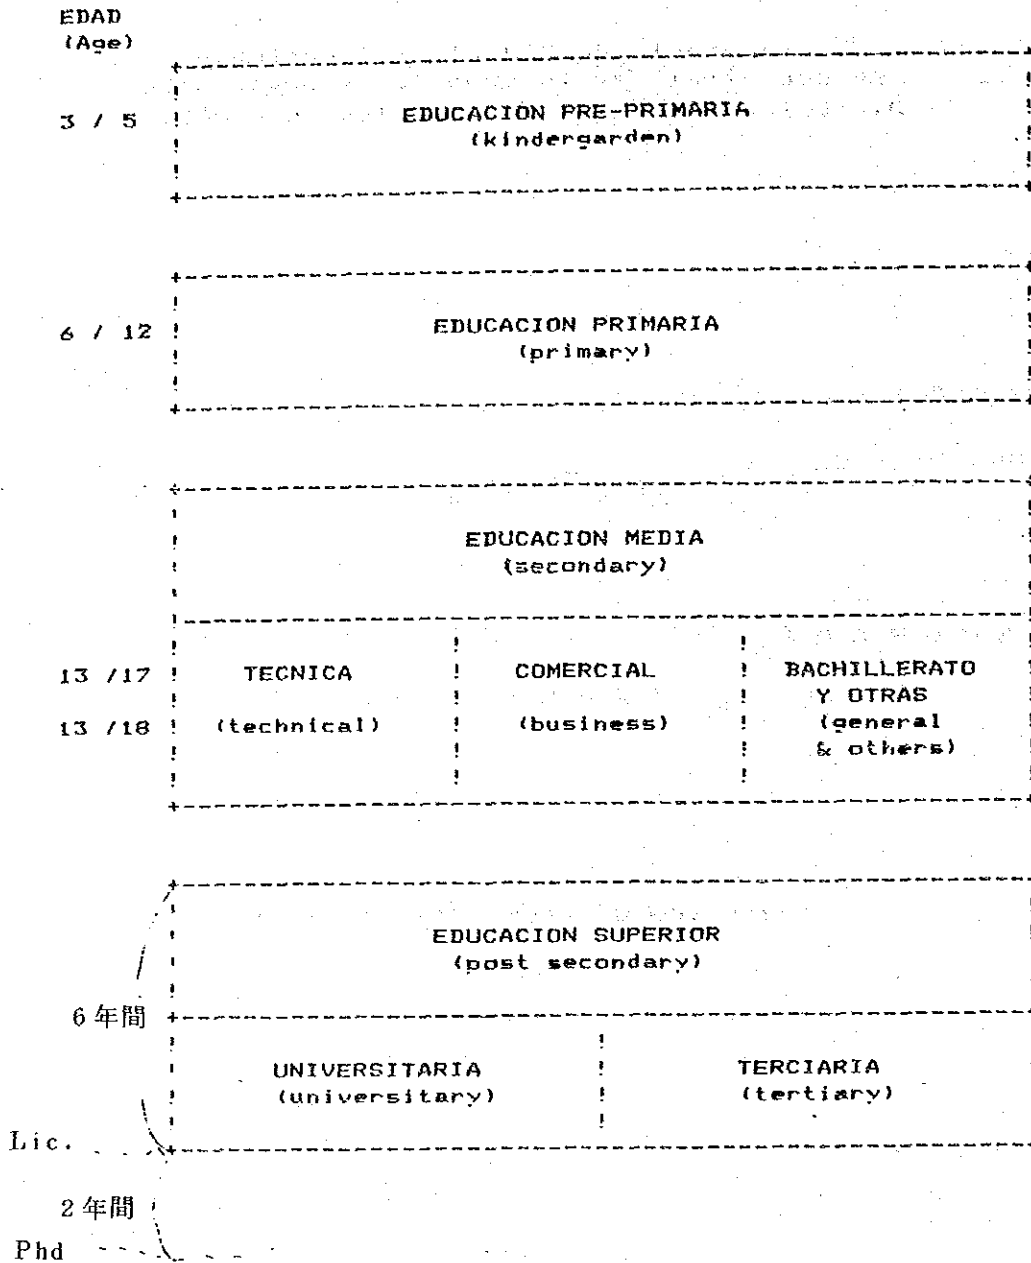 EDAD
(Age)
3 / 5 EDUCACION PRE-PRIMARIA
(kindergarden)
6 / 12 EDUCACION PRIMARIA
(primary)
EDUCACION MEDIA
(secondary)
13 /17 TECNICA COMERCIAL BACHILLERATO
Y OTRAS
13 /18 (technical) (business) (general
& others)
EDUCACION SUPERIOR
(post secondary)
6年間
UNIVERSITARIA TERCIARIA
(universitary) (tertiary)
Lic.
2年間
Phd